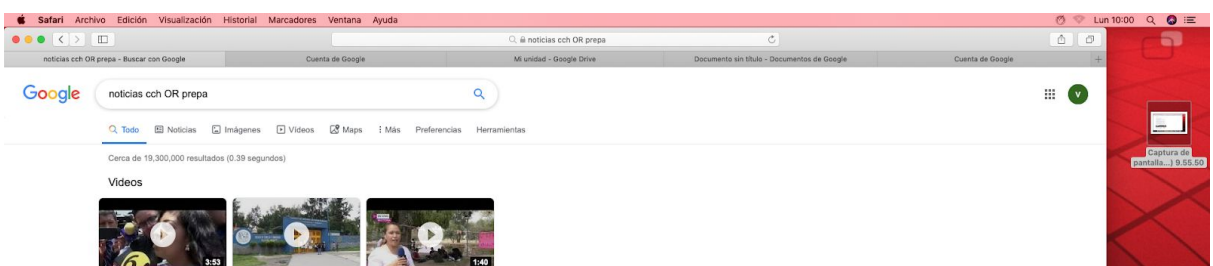 Safari Archivo Edición Visualización Historial Marcadores Ventana Ayuda Lun 10:00
noticias cch OR prepa
noticias cch OR prepa - Buscar con Google Cuenta de Google Mi unidad - Google Drive Documento sin título - Documentos de Google Cuenta de Google +
Google noticias cch OR prepa V
Todo Noticias Imágenes Videos Maps Más Preferencias Herramientas
Cerca de 19,300,000 resultados (0.39 segundos)
Captura de
pantalla...) 9.55.50
Videos
3:53 1:40